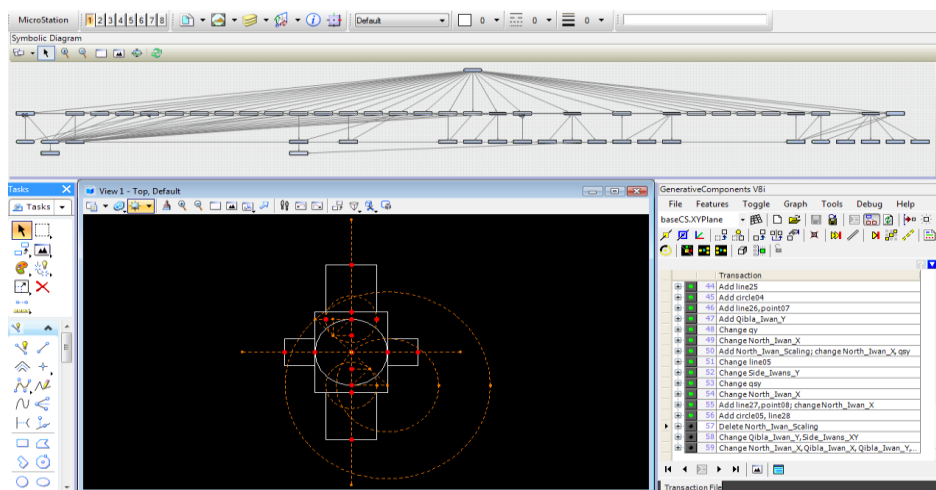 MicroStation 1 2 3 4 5 6 7 8 Default 0 0 0
Symbolic Diagram
Tasks
Tasks
View 1 - Top, Default
GenerativeComponents V8i
File Features Toggle Graph Tools Debug Help
baseCS.XYPlane
Transaction
44 Add line25
45 Add circle04
46 Add line26,point07
47 Add Qibla_Iwan_Y
48 Change qy
49 Change North_Iwan_X
50 Add North_Iwan_Scaling; change North_Iwan_X, qsy
51 Change line05
52 Change Side_Iwans_Y
53 Change qsy
54 Change North_Iwan_X
55 Add line27,point08; change North_Iwan_X
56 Add circle05, line28
57 Delete North_Iwan_Scaling
58 Change Qibla_Iwan_Y,Side_Iwans_XY
59 Change North_Iwan_X,Qibla_Iwan_X, Qibla_Iwan_Y,...
Transaction File